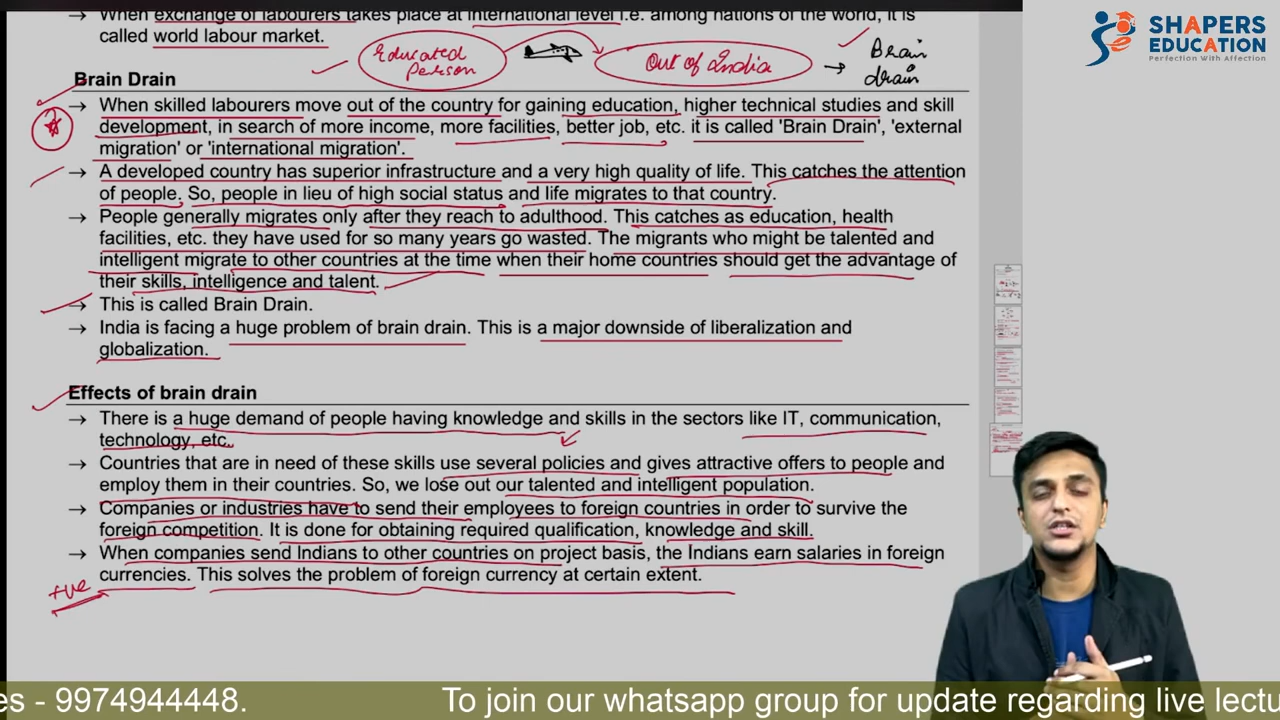 → When exchange of labourers takes place at international level i.e. among nations of the world, it is
called world labour market.
Educated person
Out of India
→ Brain drain
SHAPERS
EDUCATION
Perfection With Affection
Brain Drain
→ When skilled labourers move out of the country for gaining education, higher technical studies and skill
development, in search of more income, more facilities, better job, etc. it is called 'Brain Drain', 'external
migration' or 'international migration'.
→ A developed country has superior infrastructure and a very high quality of life. This catches the attention
of people. So, people in lieu of high social status and life migrates to that country.
→ People generally migrates only after they reach to adulthood. This catches as education, health
facilities, etc. they have used for so many years go wasted. The migrants who might be talented and
intelligent migrate to other countries at the time when their home countries should get the advantage of
their skills, intelligence and talent.
→ This is called Brain Drain.
→ India is facing a huge problem of brain drain. This is a major downside of liberalization and
globalization.
Effects of brain drain
→ There is a huge demand of people having knowledge and skills in the sectors like IT, communication,
technology, etc.
→ Countries that are in need of these skills use several policies and gives attractive offers to people and
employ them in their countries. So, we lose out our talented and intelligent population.
→ Companies or industries have to send their employees to foreign countries in order to survive the
foreign competition. It is done for obtaining required qualification, knowledge and skill.
→ When companies send Indians to other countries on project basis, the Indians earn salaries in foreign
currencies. This solves the problem of foreign currency at certain extent.
+ve
es - 9974944448. To join our whatsapp group for update regarding live lectu